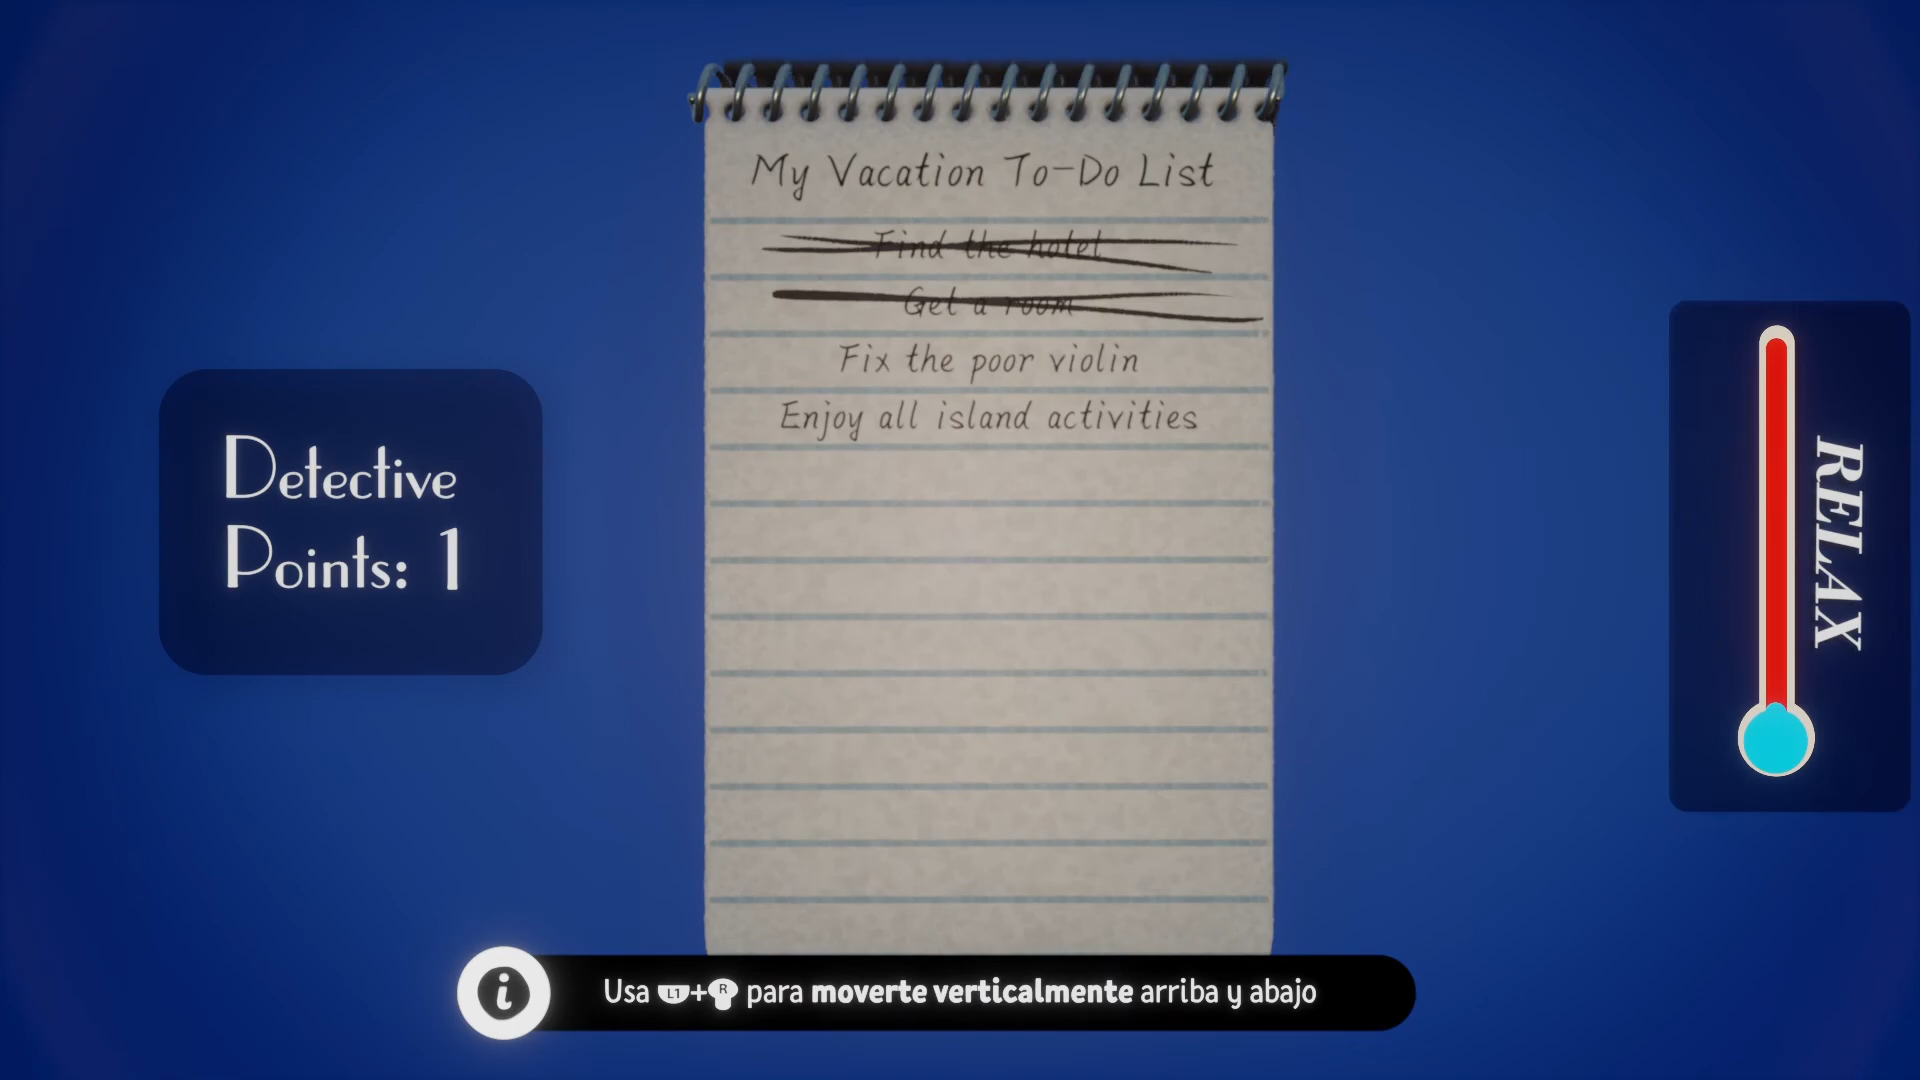 My Vacation To-Do List
Find the hotel
Get a room
Fix the poor violin
Enjoy all island activities
Detective
Points: 1
RELAX
i
Usa L1+R para moverte verticalmente arriba y abajo